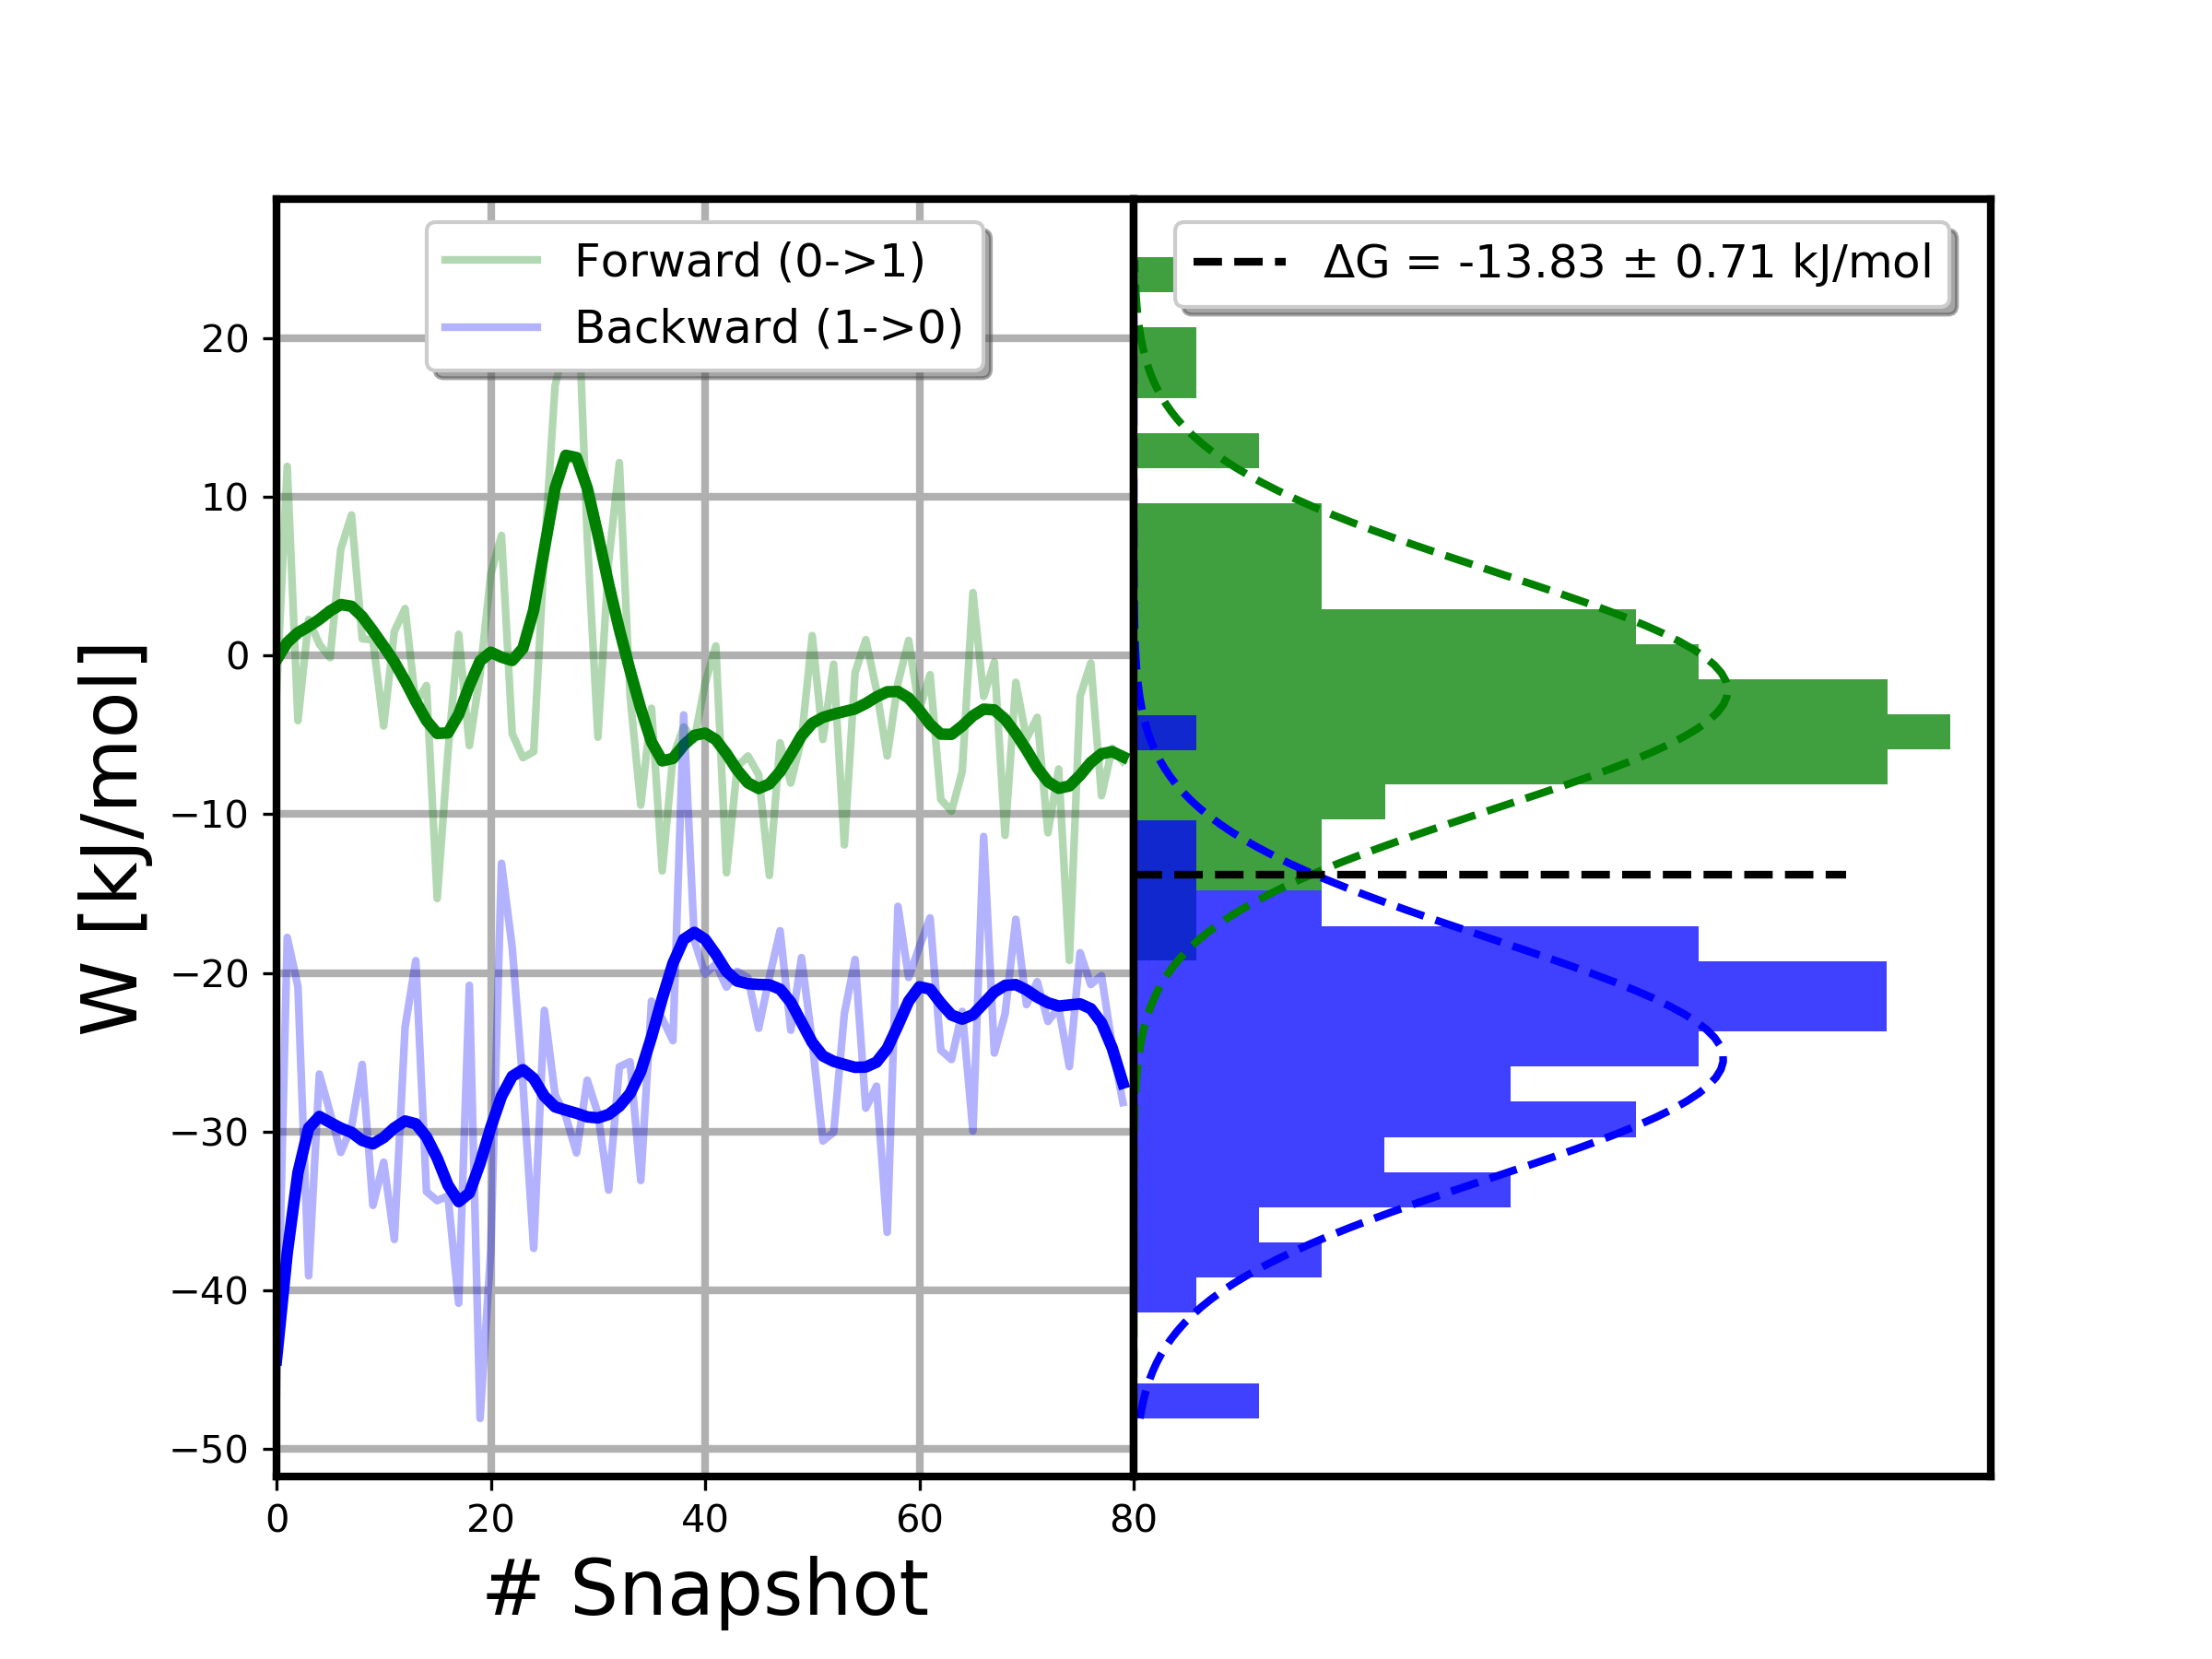 Forward (0->1)
Backward (1->0)
ΔG = -13.83 ± 0.71 kJ/mol
W [kJ/mol]
20
10
0
−10
−20
−30
−40
−50
0 20 40 60 80
# Snapshot